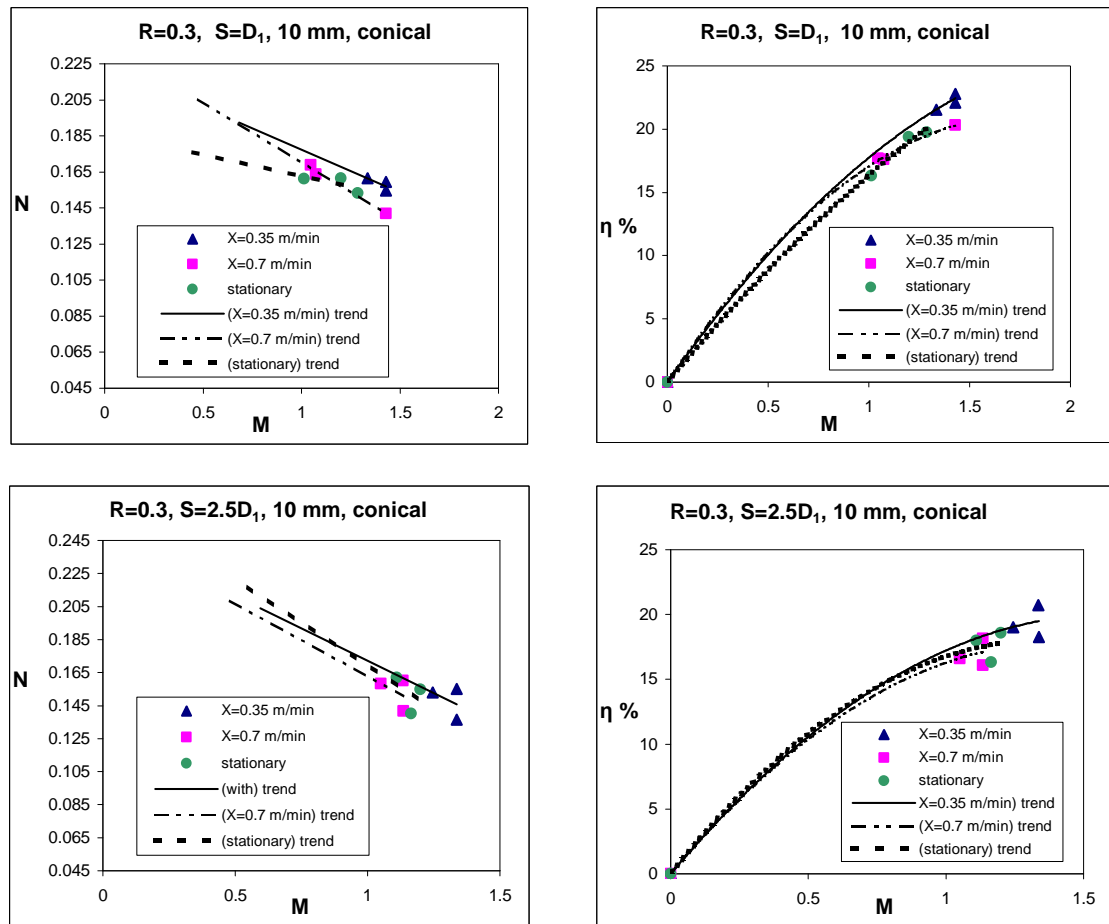 R=0.3, S=D1, 10 mm, conical
0.225
0.205
0.185
0.165
0.145
0.125
0.105
0.085
0.065
0.045
N
0 0.5 1 1.5 2
M
X=0.35 m/min
X=0.7 m/min
stationary
(X=0.35 m/min) trend
(X=0.7 m/min) trend
(stationary) trend
R=0.3, S=D1, 10 mm, conical
25
20
15
10
5
0
η %
0 0.5 1 1.5 2
M
X=0.35 m/min
X=0.7 m/min
stationary
(X=0.35 m/min) trend
(X=0.7 m/min) trend
(stationary) trend
R=0.3, S=2.5D1, 10 mm, conical
0.245
0.225
0.205
0.185
0.165
0.145
0.125
0.105
0.085
0.065
0.045
N
0 0.5 1 1.5
M
X=0.35 m/min
X=0.7 m/min
stationary
(with) trend
(X=0.7 m/min) trend
(stationary) trend
R=0.3, S=2.5D1, 10 mm, conical
25
20
15
10
5
0
η %
0 0.5 1 1.5
M
X=0.35 m/min
X=0.7 m/min
stationary
X=0.35 m/min) trend
(X=0.7 m/min) trend
(stationary) trend